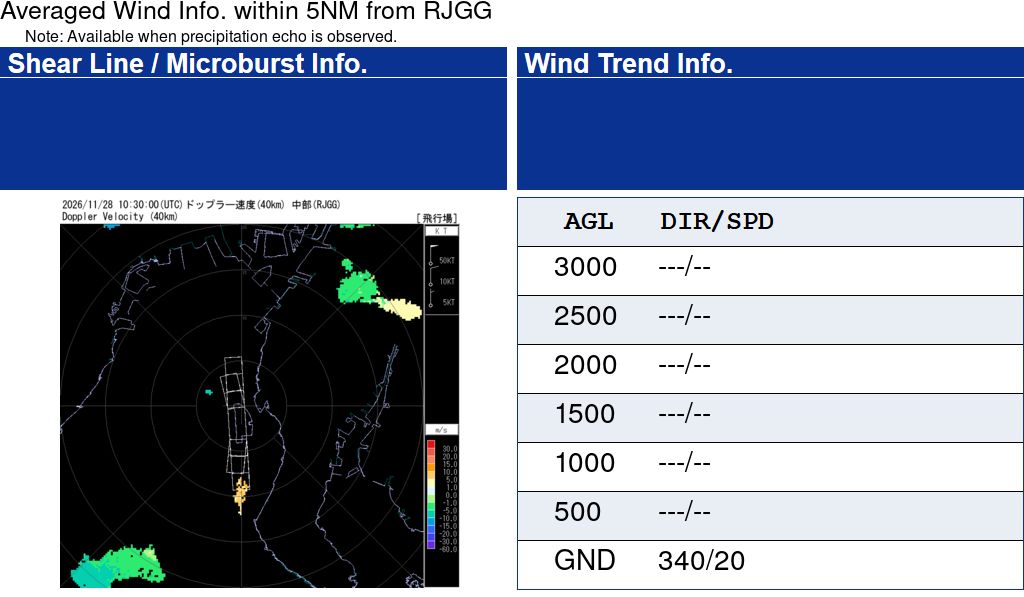 Averaged Wind Info. within 5NM from RJGG
Note: Available when precipitation echo is observed.
Shear Line / Microburst Info.
Wind Trend Info.
2026/11/28 10:30:00(UTC) ドップラー速度(40km) 中部(RJGG)
Doppler Velocity (40km)
[飛行場]
KT
50KT
10KT
5KT
m/s
30.0
20.0
15.0
10.0
5.0
1.0
0.0
-1.0
-5.0
-10.0
-15.0
-20.0
-30.0
-60.0
AGL DIR/SPD
3000 ---/--
2500 ---/--
2000 ---/--
1500 ---/--
1000 ---/--
500 ---/--
GND 340/20